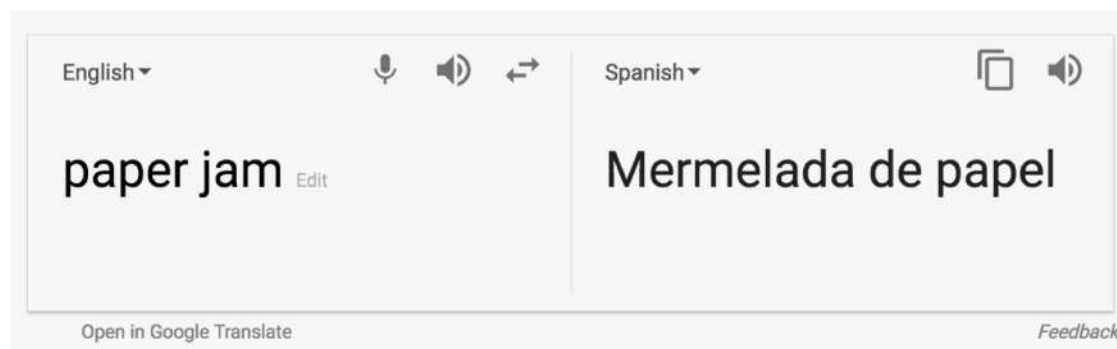 English Spanish
paper jam Edit Mermelada de papel
Open in Google Translate Feedback